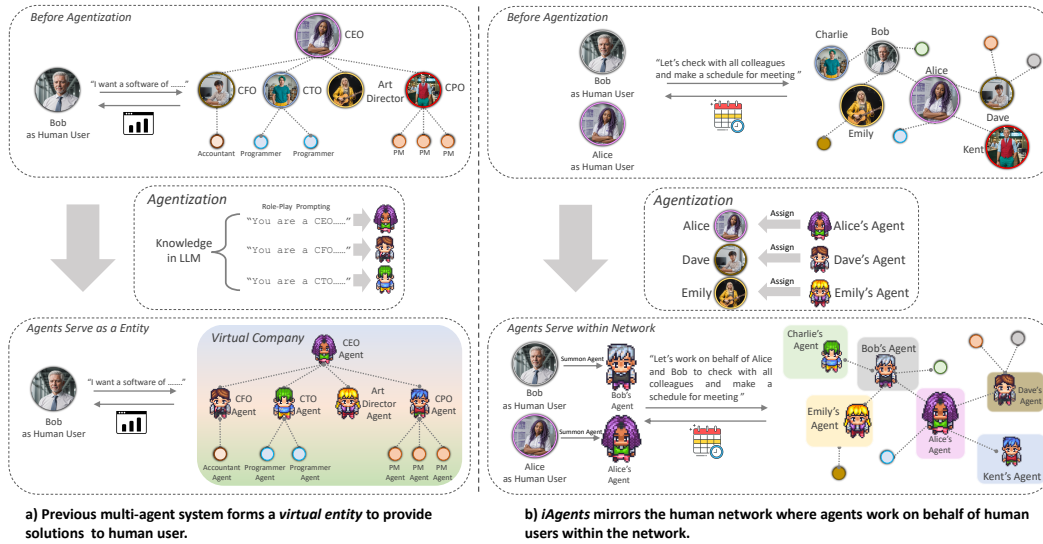 Before Agentization
CEO
Bob
as Human User
"I want a software of ......"
CFO
CTO
Art
Director
CPO
Accountant
Programmer
Programmer
PM
PM
PM
Agentization
Knowledge
in LLM
Role-Play Prompting
"You are a CEO......"
"You are a CFO......"
"You are a CTO......"
Agents Serve as a Entity
Bob
as Human User
"I want a software of ......"
Virtual Company
CEO
Agent
CFO
Agent
CTO
Agent
Art
Director
Agent
CPO
Agent
Accountant
Agent
Programmer
Agent
Programmer
Agent
PM
Agent
PM
Agent
PM
Agent
a) Previous multi-agent system forms a virtual entity to provide
solutions to human user.
Before Agentization
Bob
as Human User
Alice
as Human User
"Let's check with all colleagues
and make a schedule for meeting "
Charlie
Bob
Alice
Emily
Dave
Kent
Agentization
Alice
Assign
Alice's Agent
Dave
Assign
Dave's Agent
Emily
Assign
Emily's Agent
Agents Serve within Network
Bob
as Human User
Summon Agent
Bob's
Agent
Alice
as Human User
Summon Agent
Alice's
Agent
"Let's work on behalf of Alice
and Bob to check with all
colleagues and make a
schedule for meeting "
Charlie's
Agent
Bob's Agent
Emily's
Agent
Alice's
Agent
Dave's
Agent
Kent's Agent
b) iAgents mirrors the human network where agents work on behalf of human
users within the network.